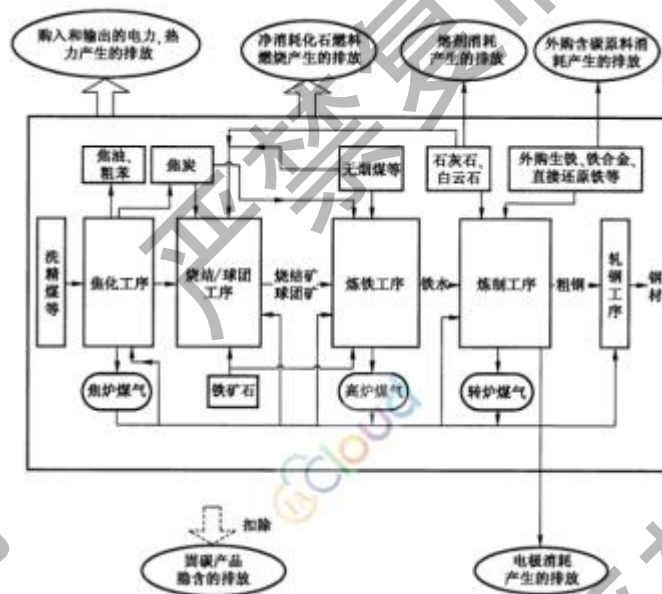 购入和输出的电力、热
力产生的排放
净消耗化石燃料
燃烧产生的排放
熔剂消耗
产生的排放
外购含碳原料消
耗产生的排放
焦油、
粗苯
焦炭
无烟煤等
石灰石、
白云石
外购生铁、铁合金、
直接还原铁等
洗
精
煤
等
焦化工序
烧结/球团
工序
烧结矿
球团矿
炼铁工序
铁水
炼制工序
粗钢
轧
钢
工
序
钢
材
焦炉煤气
铁矿石
高炉煤气
转炉煤气
扣除
固碳产品
隐含的排放
电极消耗
产生的排放
严禁复
Cloud